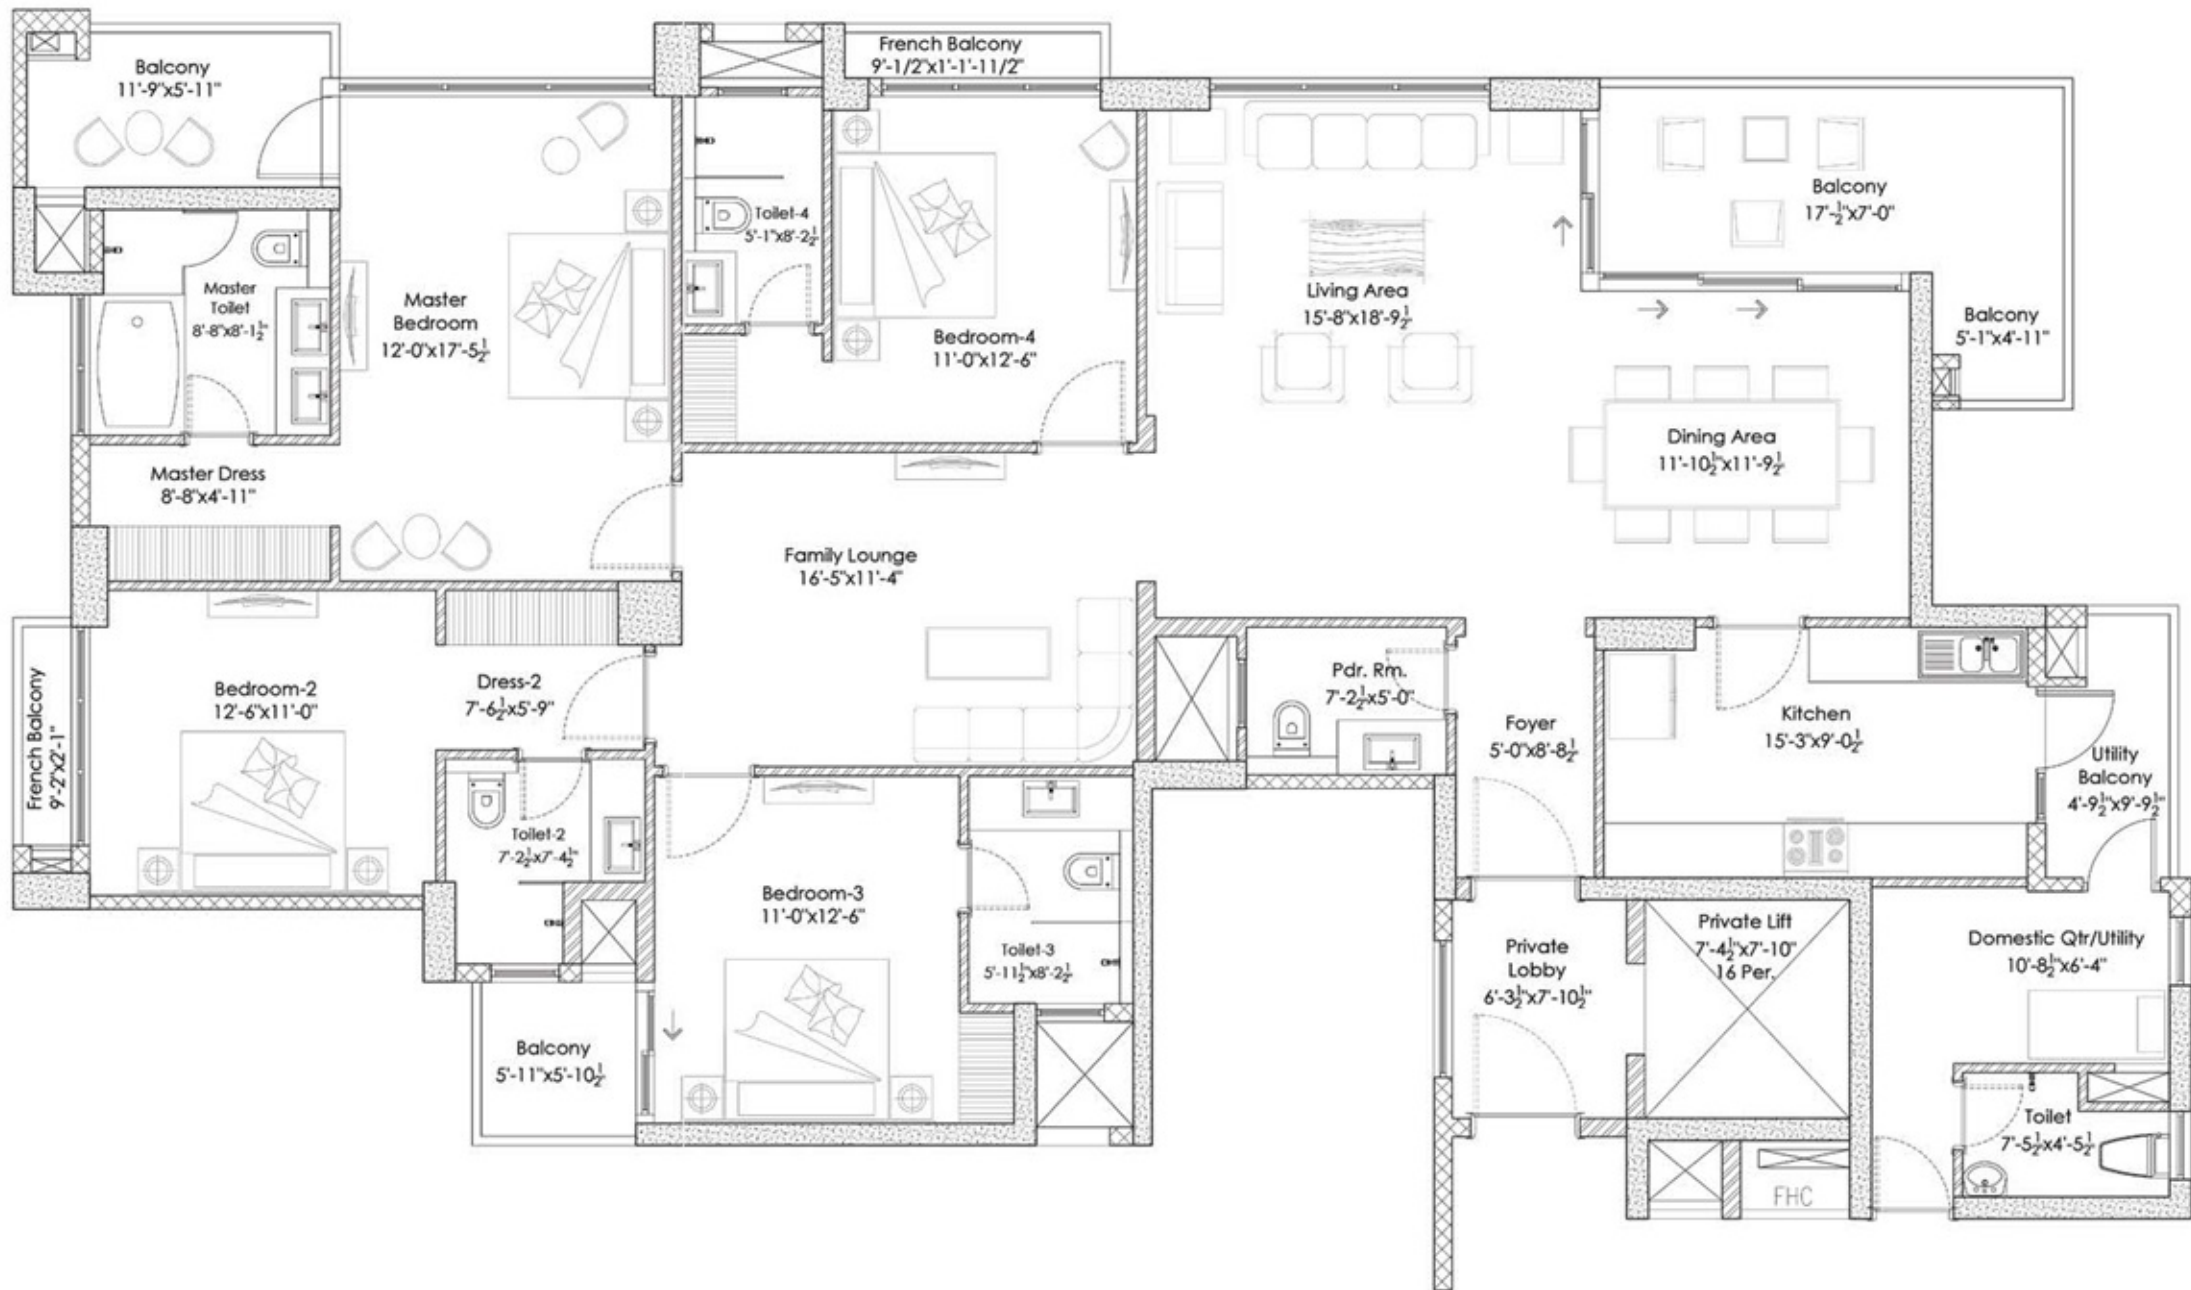 Balcony
11'-9"x5'-11"
French Balcony
9'-1/2"x1'-1'-11/2"
Balcony
17'-½"x7'-0"
Toilet-4
5'-1"x8'-2½
Master
Toilet
8'-8"x8'-1½"
Master
Bedroom
12'-0"x17'-5½
Bedroom-4
11'-0"x12'-6"
Living Area
15'-8"x18'-9½
Balcony
5'-1"x4'-11"
Master Dress
8'-8"x4'-11"
Dining Area
11'-10½"x11'-9½
Family Lounge
16'-5"x11'-4"
French Balcony
9'-2"x2'-1"
Bedroom-2
12'-6"x11'-0"
Dress-2
7'-6½x5'-9"
Pdr. Rm.
7'-2½x5'-0"
Foyer
5'-0"x8'-8½
Kitchen
15'-3"x9'-0½
Utility
Balcony
4'-9½"x9'-9½"
Toilet-2
7'-2½x7'-4½"
Bedroom-3
11'-0"x12'-6"
Toilet-3
5'-11½"x8'-2½
Private
Lobby
6'-3½"x7'-10½"
Private Lift
7'-4½"x7'-10"
16 Per.
Domestic Qtr/Utility
10'-8½"x6'-4"
Balcony
5'-11"x5'-10½
Toilet
7'-5½x4'-5½
FHC